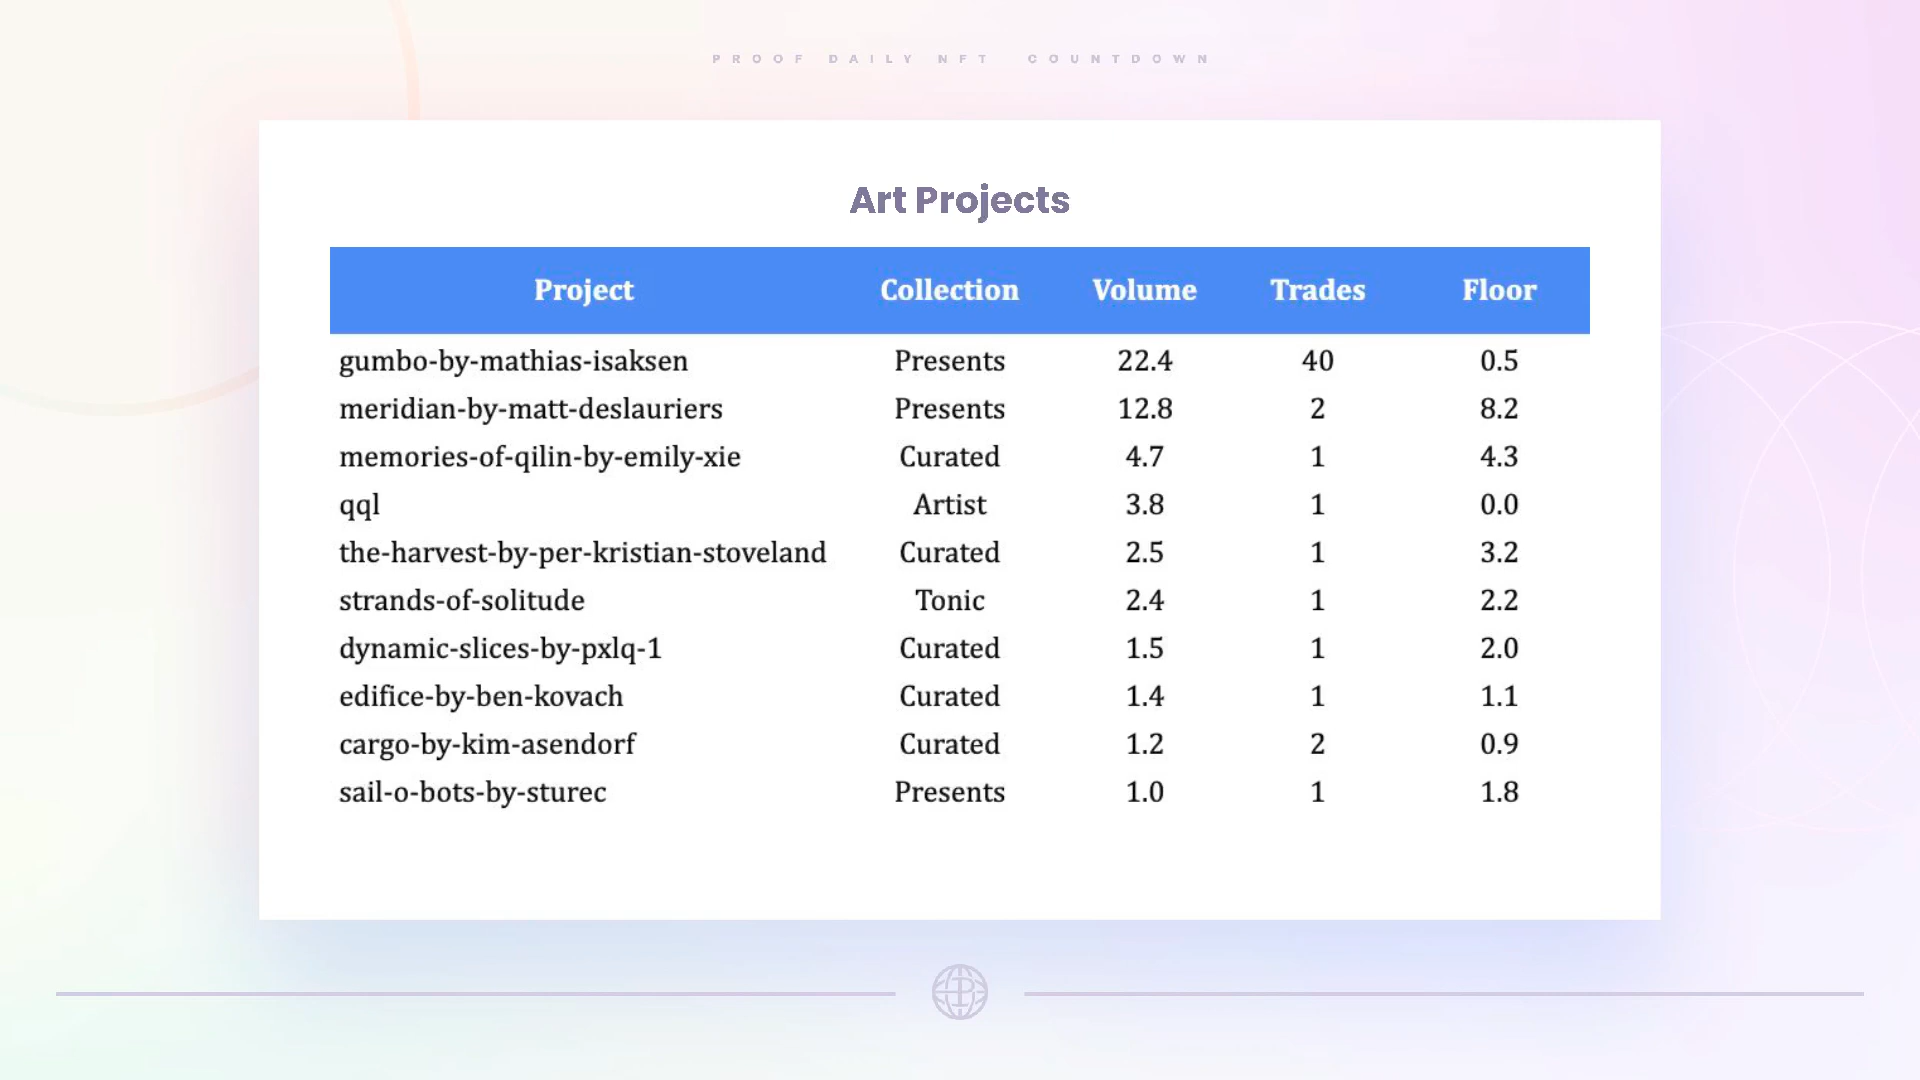 PROOF DAILY NFT COUNTDOWN
Art Projects
Project Collection Volume Trades Floor
gumbo-by-mathias-isaksen Presents 22.4 40 0.5
meridian-by-matt-deslauriers Presents 12.8 2 8.2
memories-of-qilin-by-emily-xie Curated 4.7 1 4.3
qql Artist 3.8 1 0.0
the-harvest-by-per-kristian-stoveland Curated 2.5 1 3.2
strands-of-solitude Tonic 2.4 1 2.2
dynamic-slices-by-pxlq-1 Curated 1.5 1 2.0
edifice-by-ben-kovach Curated 1.4 1 1.1
cargo-by-kim-asendorf Curated 1.2 2 0.9
sail-o-bots-by-sturec Presents 1.0 1 1.8